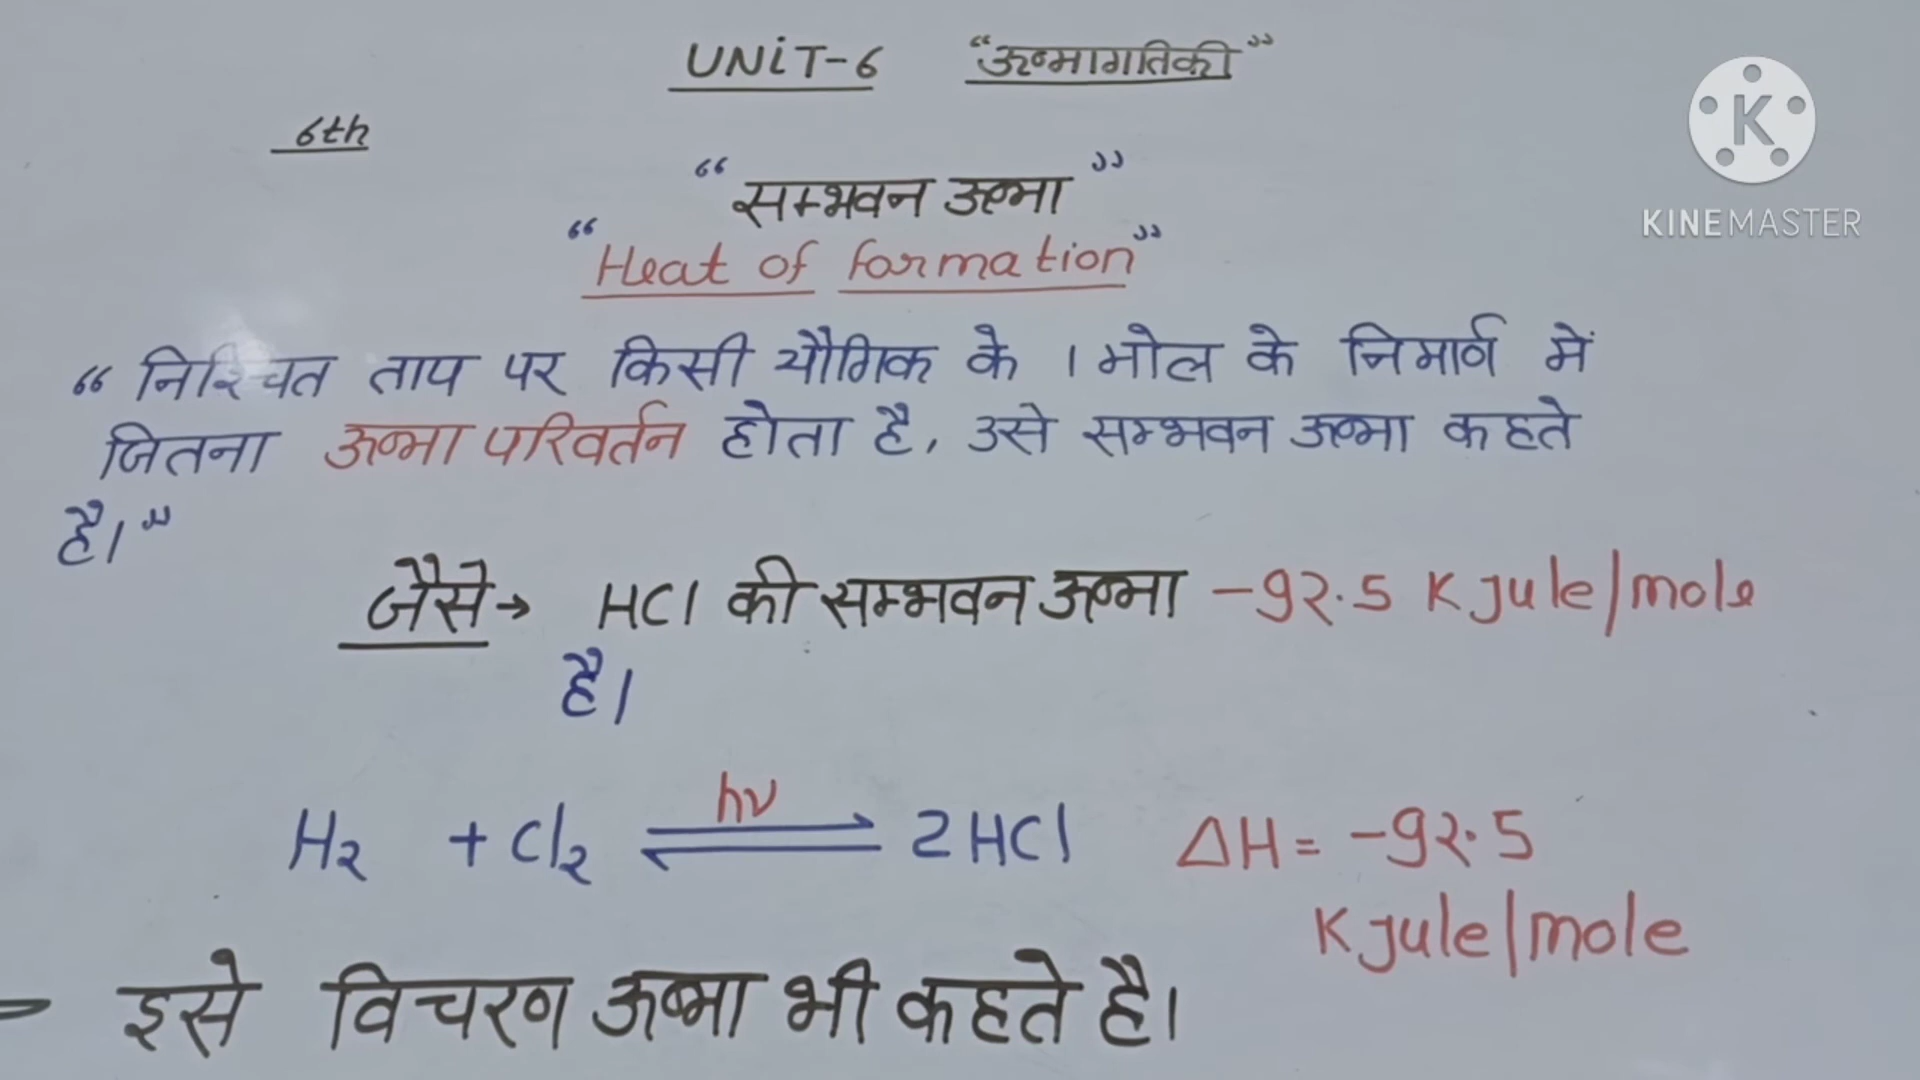 UNIT-6 "ऊष्मागतिकी"
K
KINEMASTER
6th
"सम्भवन ऊष्मा"
"Heat of formation"
"निश्चित ताप पर किसी यौगिक के 1 मोल के निमार्ण में
जितना ऊष्मा परिवर्तन होता है, उसे सम्भवन ऊष्मा कहते
है।"
जैसे→ HCl की सम्भवन ऊष्मा -92.5 K Jule/mole
है।
H₂ + Cl₂ ⇌ hν 2HCl ΔH = -92.5
K Jule/mole
इसे विचरण ऊष्मा भी कहते है।